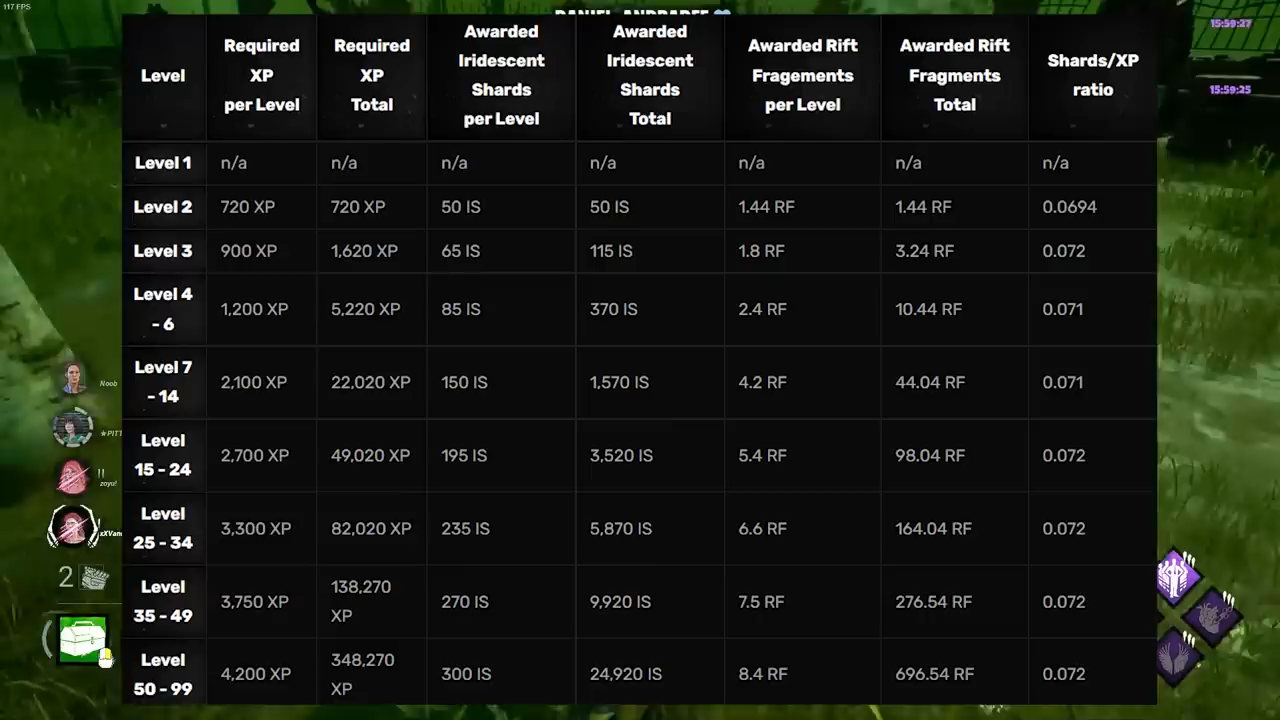 117 FPS
DANIEL ANDRADEE
15:59:27
15:59:25
Level
Required
XP
per Level
Required
XP
Total
Awarded
Iridescent
Shards
per Level
Awarded
Iridescent
Shards
Total
Awarded Rift
Fragements
per Level
Awarded Rift
Fragments
Total
Shards/XP
ratio
Level 1 n/a n/a n/a n/a n/a n/a n/a
Level 2 720 XP 720 XP 50 IS 50 IS 1.44 RF 1.44 RF 0.0694
Level 3 900 XP 1,620 XP 65 IS 115 IS 1.8 RF 3.24 RF 0.072
Level 4
- 6
1,200 XP 5,220 XP 85 IS 370 IS 2.4 RF 10.44 RF 0.071
Level 7
- 14
2,100 XP 22,020 XP 150 IS 1,570 IS 4.2 RF 44.04 RF 0.071
Level
15 - 24
2,700 XP 49,020 XP 195 IS 3,520 IS 5.4 RF 98.04 RF 0.072
Level
25 - 34
3,300 XP 82,020 XP 235 IS 5,870 IS 6.6 RF 164.04 RF 0.072
Level
35 - 49
3,750 XP 138,270
XP
270 IS 9,920 IS 7.5 RF 276.54 RF 0.072
Level
50 - 99
4,200 XP 348,270
XP
300 IS 24,920 IS 8.4 RF 696.54 RF 0.072
Noob
★PITT
zoyu!
xXVan
2